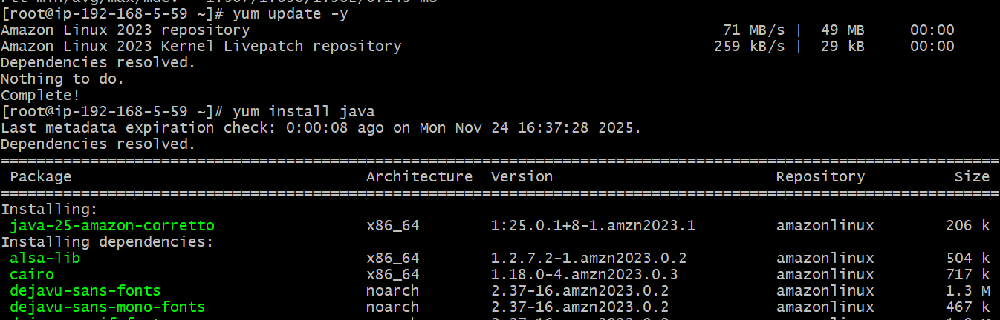 [root@ip-192-168-5-59 ~]# yum update -y
Amazon Linux 2023 repository 71 MB/s | 49 MB 00:00
Amazon Linux 2023 Kernel Livepatch repository 259 kB/s | 29 kB 00:00
Dependencies resolved.
Nothing to do.
Complete!
[root@ip-192-168-5-59 ~]# yum install java
Last metadata expiration check: 0:00:08 ago on Mon Nov 24 16:37:28 2025.
Dependencies resolved.
Package Architecture Version Repository Size
Installing:
java-25-amazon-corretto x86_64 1:25.0.1+8-1.amzn2023.1 amazonlinux 206 k
Installing dependencies:
alsa-lib x86_64 1.2.7.2-1.amzn2023.0.2 amazonlinux 504 k
cairo x86_64 1.18.0-4.amzn2023.0.3 amazonlinux 717 k
dejavu-sans-fonts noarch 2.37-16.amzn2023.0.2 amazonlinux 1.3 M
dejavu-sans-mono-fonts noarch 2.37-16.amzn2023.0.2 amazonlinux 467 k